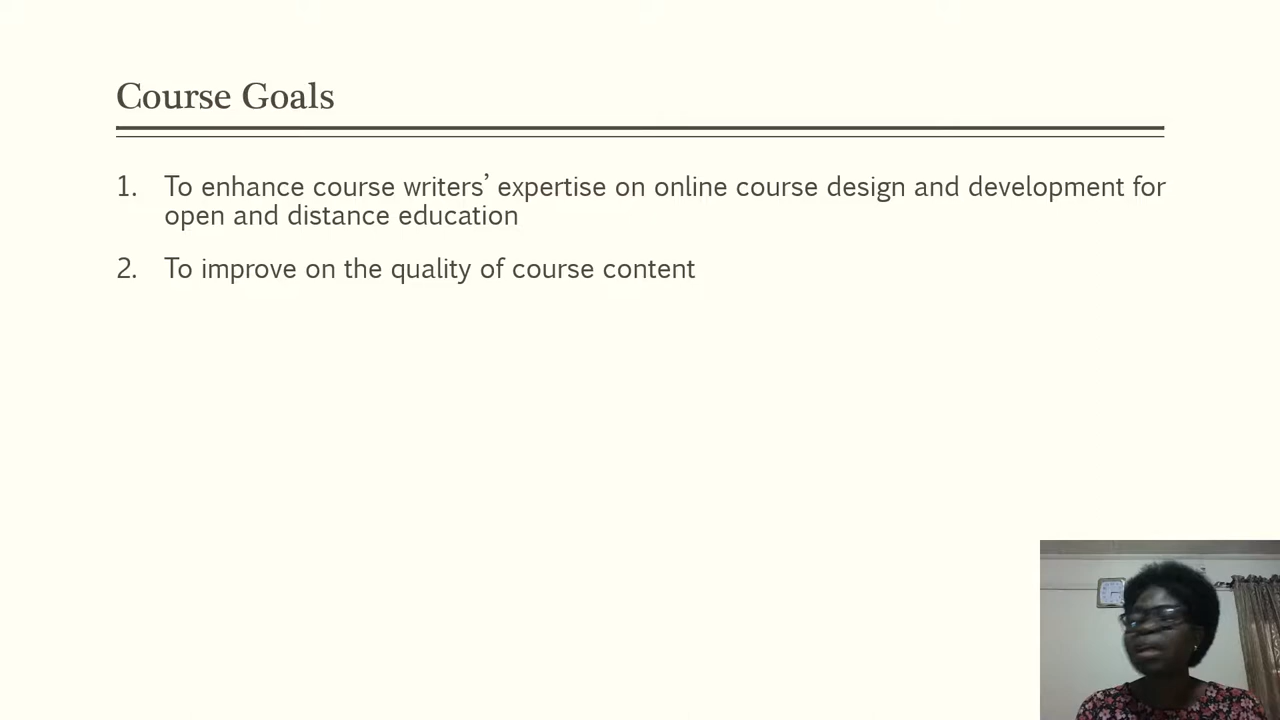 Course Goals
1. To enhance course writers’ expertise on online course design and development for
open and distance education
2. To improve on the quality of course content